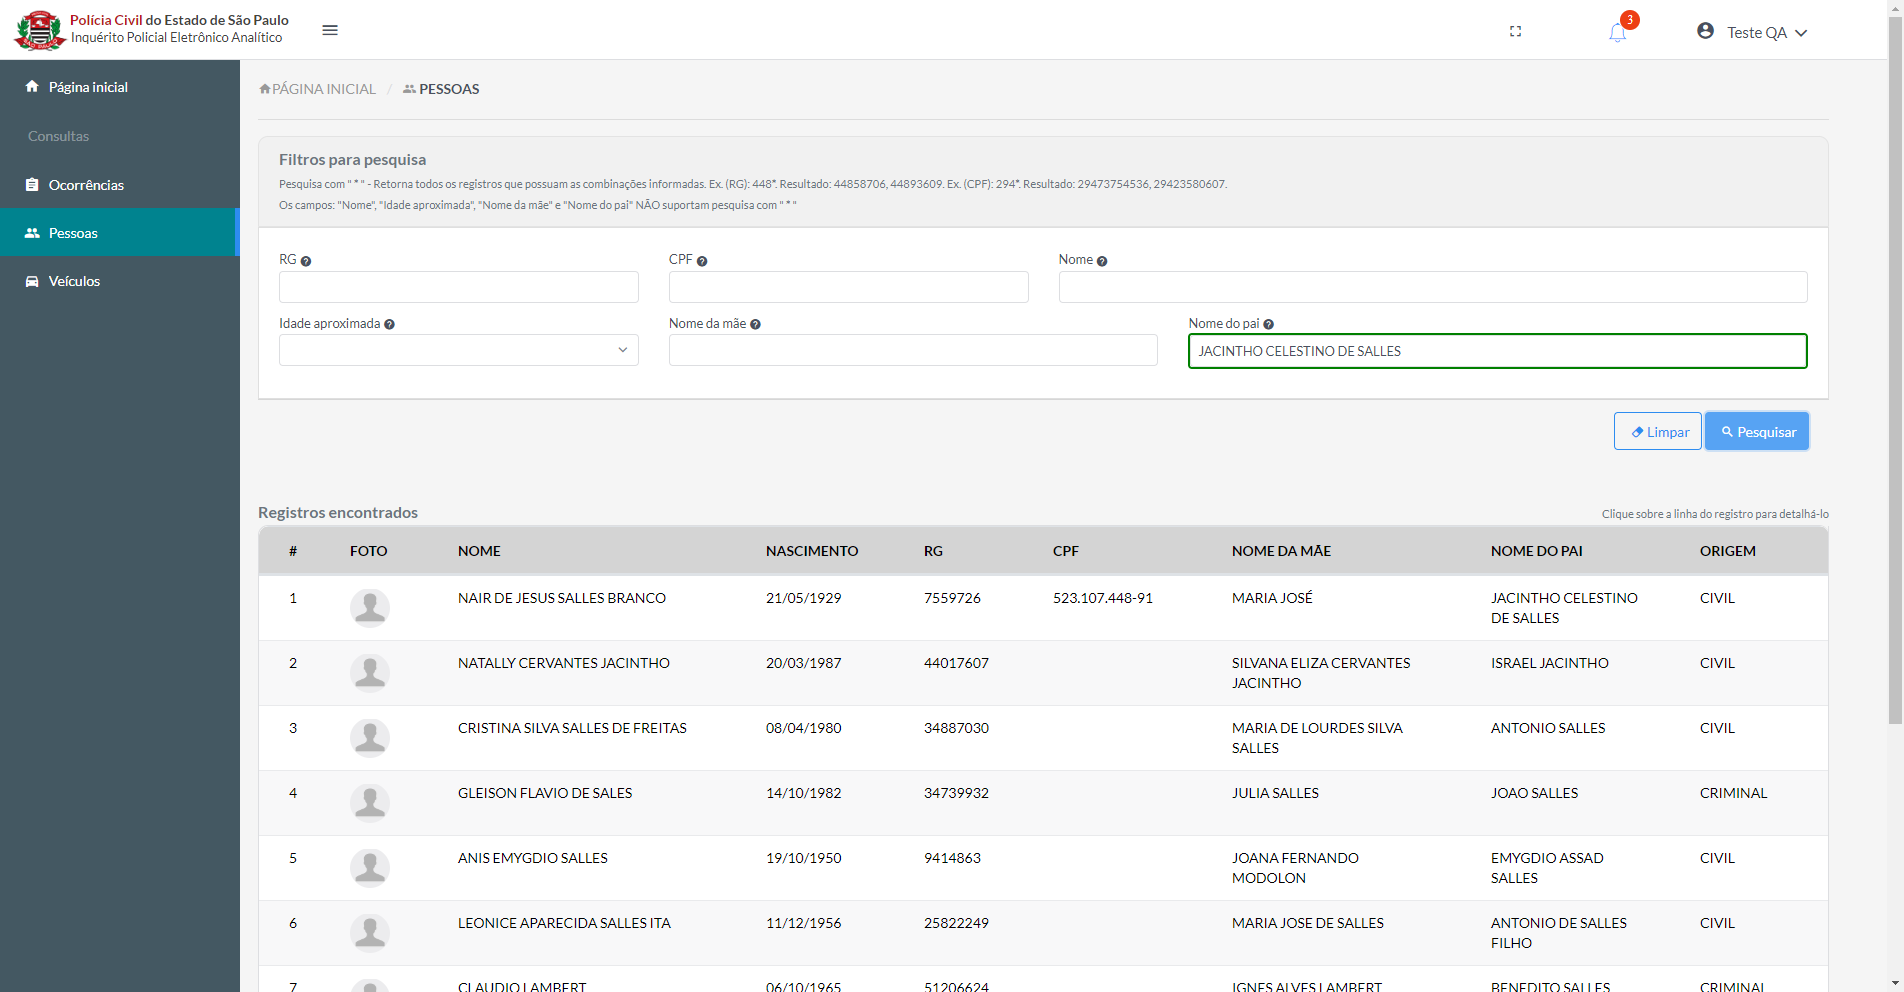 Polícia Civil do Estado de São Paulo
Inquérito Policial Eletrônico Analítico
3
Teste QA
Página inicial
Consultas
Ocorrências
Pessoas
Veículos
PÁGINA INICIAL / PESSOAS
Filtros para pesquisa
Pesquisa com " * " - Retorna todos os registros que possuam as combinações informadas. Ex. (RG): 448*. Resultado: 44858706, 44893609. Ex. (CPF): 294*. Resultado: 29473754536, 29423580607.
Os campos: "Nome", "Idade aproximada", "Nome da mãe" e "Nome do pai" NÃO suportam pesquisa com " * "
RG
CPF
Nome
Idade aproximada
Nome da mãe
Nome do pai
JACINTHO CELESTINO DE SALLES
Limpar
Pesquisar
Registros encontrados
Clique sobre a linha do registro para detalhá-lo
# FOTO NOME NASCIMENTO RG CPF NOME DA MÃE NOME DO PAI ORIGEM
1 NAIR DE JESUS SALLES BRANCO 21/05/1929 7559726 523.107.448-91 MARIA JOSÉ JACINTHO CELESTINO CIVIL
DE SALLES
2 NATALLY CERVANTES JACINTHO 20/03/1987 44017607 SILVANA ELIZA CERVANTES ISRAEL JACINTHO CIVIL
JACINTHO
3 CRISTINA SILVA SALLES DE FREITAS 08/04/1980 34887030 MARIA DE LOURDES SILVA ANTONIO SALLES CIVIL
SALLES
4 GLEISON FLAVIO DE SALES 14/10/1982 34739932 JULIA SALLES JOAO SALLES CRIMINAL
5 ANIS EMYGDIO SALLES 19/10/1950 9414863 JOANA FERNANDO EMYGDIO ASSAD CIVIL
MODOLON SALLES
6 LEONICE APARECIDA SALLES ITA 11/12/1956 25822249 MARIA JOSE DE SALLES ANTONIO DE SALLES CIVIL
FILHO
7 CLAUDIO LAMBERT 06/10/1965 51206624 IGNES ALVES LAMBERT BENEDITO SALLES CRIMINAL